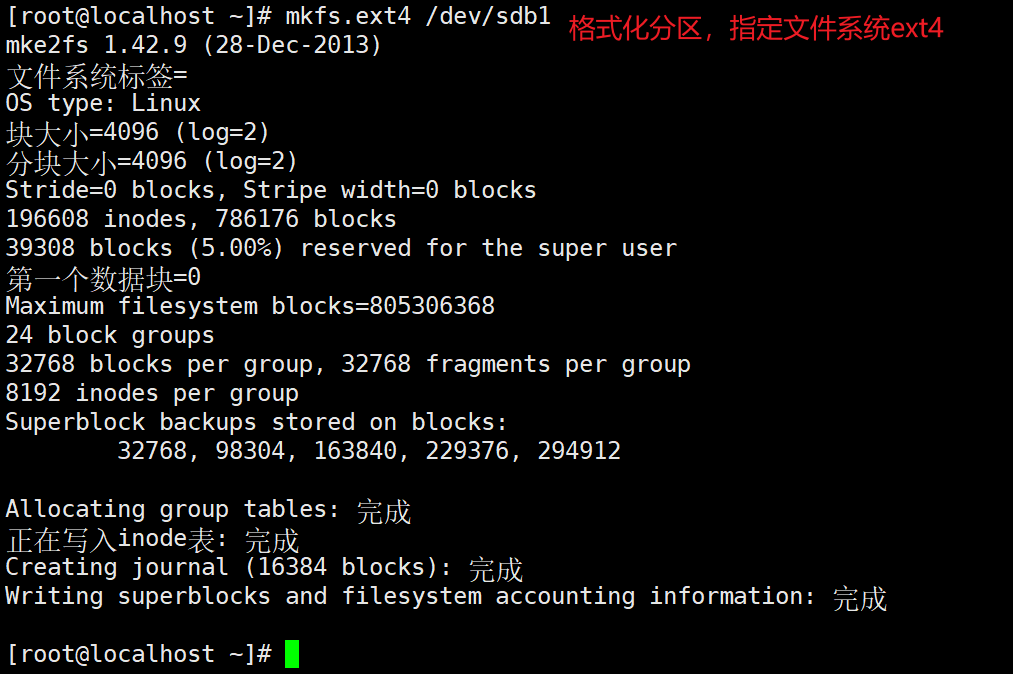 [root@localhost ~]# mkfs.ext4 /dev/sdb1 格式化分区，指定文件系统ext4
mke2fs 1.42.9 (28-Dec-2013)
文件系统标签=
OS type: Linux
块大小=4096 (log=2)
分块大小=4096 (log=2)
Stride=0 blocks, Stripe width=0 blocks
196608 inodes, 786176 blocks
39308 blocks (5.00%) reserved for the super user
第一个数据块=0
Maximum filesystem blocks=805306368
24 block groups
32768 blocks per group, 32768 fragments per group
8192 inodes per group
Superblock backups stored on blocks:
32768, 98304, 163840, 229376, 294912
Allocating group tables: 完成
正在写入inode表: 完成
Creating journal (16384 blocks): 完成
Writing superblocks and filesystem accounting information: 完成
[root@localhost ~]#